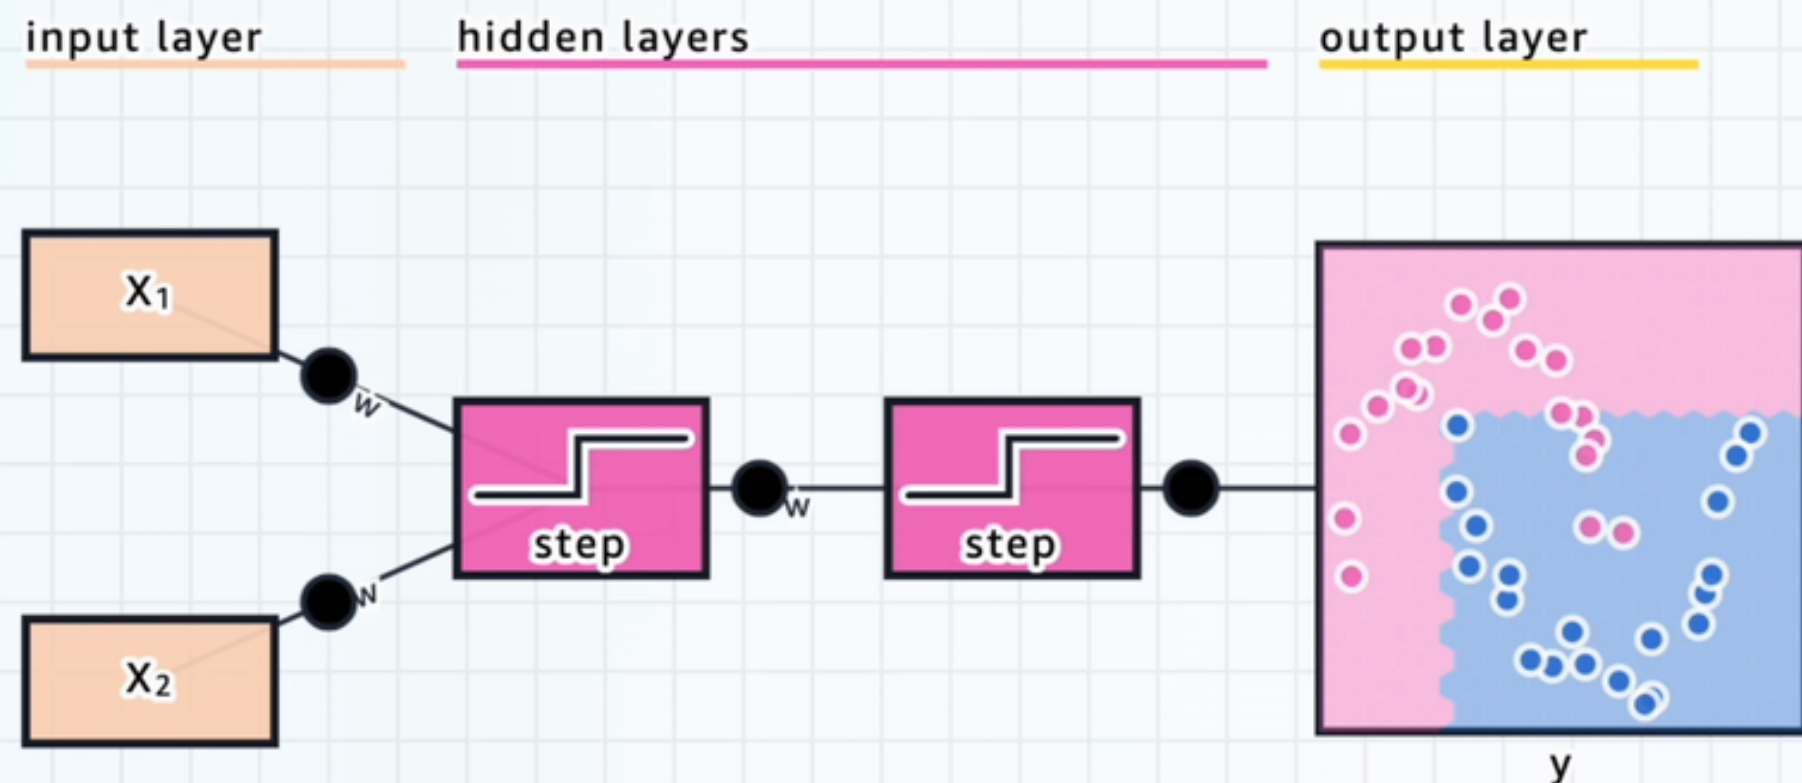 input layer
hidden layers
output layer
X₁
w
step
w
step
w
X₂
y